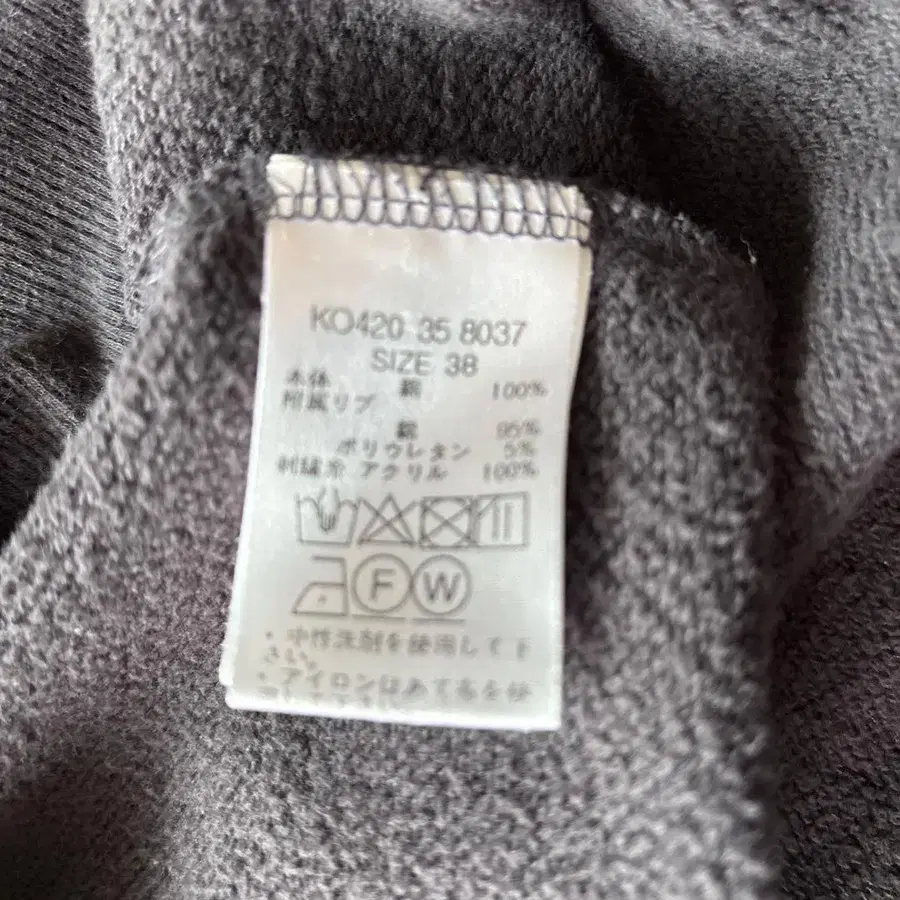 KO420 35 8037
SIZE 38
本体 綿 100%
附属リブ
綿 95%
ポリウレタン 5%
刺繍糸 アクリル 100%
F W
・中性洗剤を使用して下
さい。
・アイロンはあて布を使